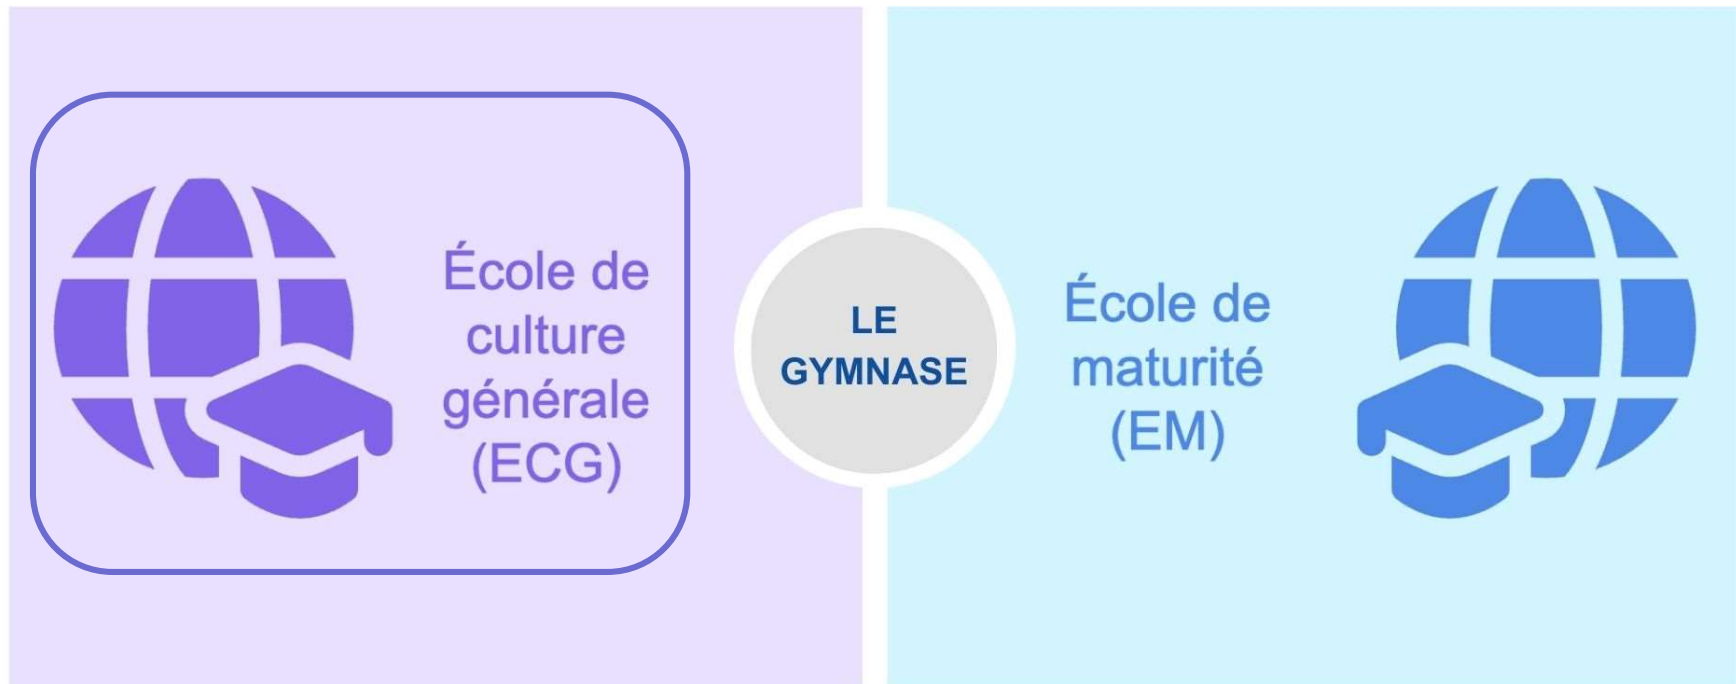 École de
culture
générale
(ECG)
LE
GYMNASE
École de
maturité
(EM)